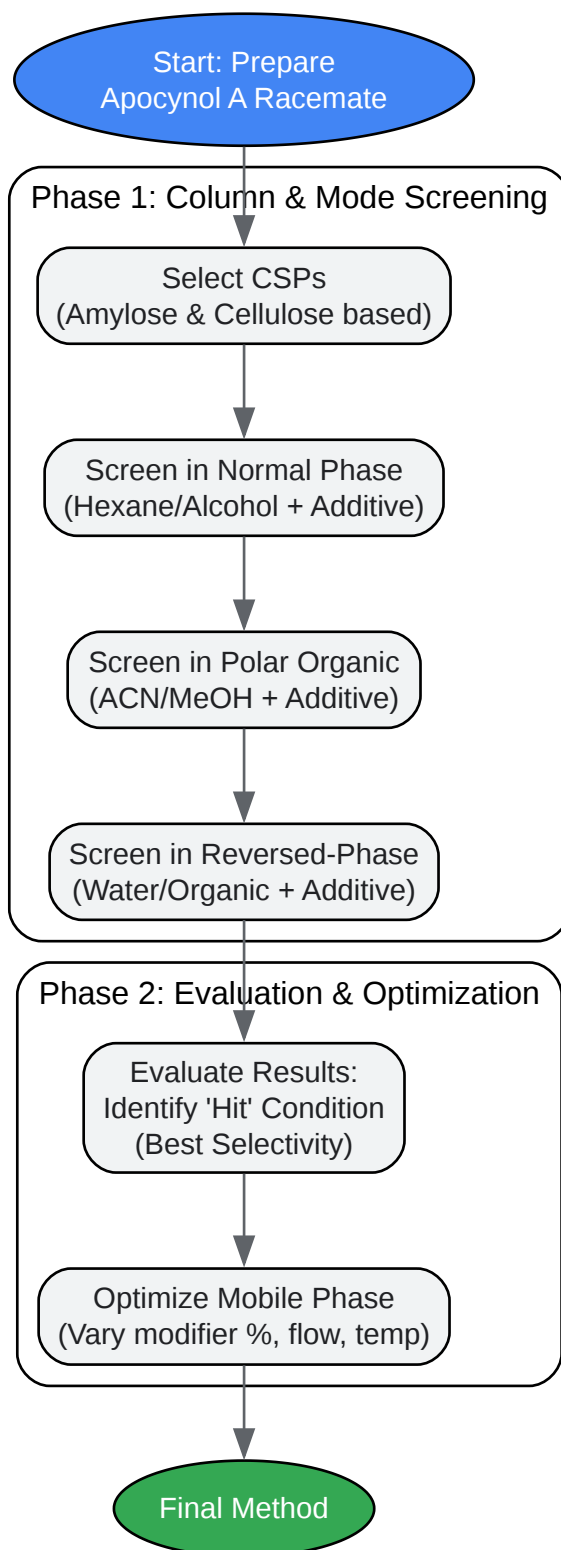 Start: Prepare
Apocynol A Racemate
Phase 1: Column & Mode Screening
Select CSPs
(Amylose & Cellulose based)
Screen in Normal Phase
(Hexane/Alcohol + Additive)
Screen in Polar Organic
(ACN/MeOH + Additive)
Screen in Reversed-Phase
(Water/Organic + Additive)
Phase 2: Evaluation & Optimization
Evaluate Results:
Identify 'Hit' Condition
(Best Selectivity)
Optimize Mobile Phase
(Vary modifier %, flow, temp)
Final Method